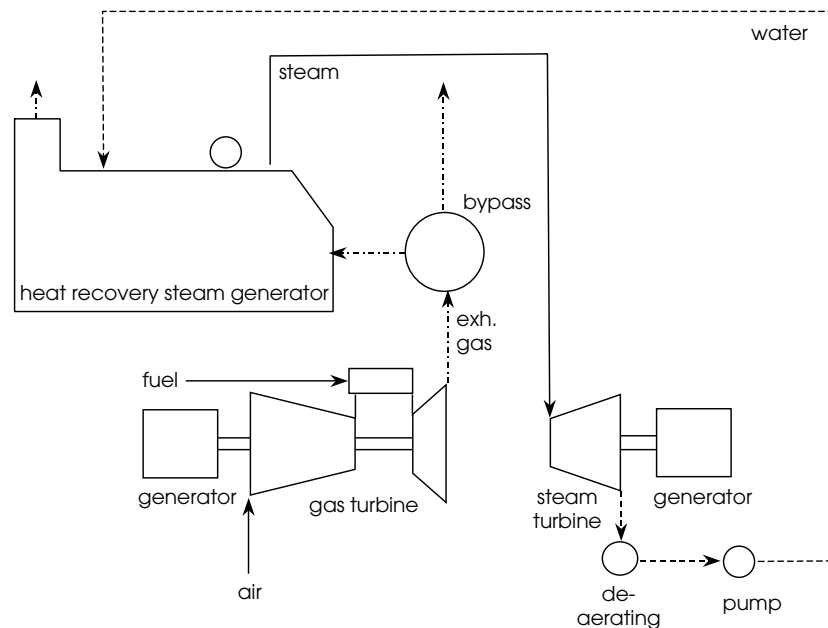 water
steam
bypass
heat recovery steam generator
exh.
gas
fuel
generator
gas turbine
steam
turbine
generator
air
de-
aerating
pump